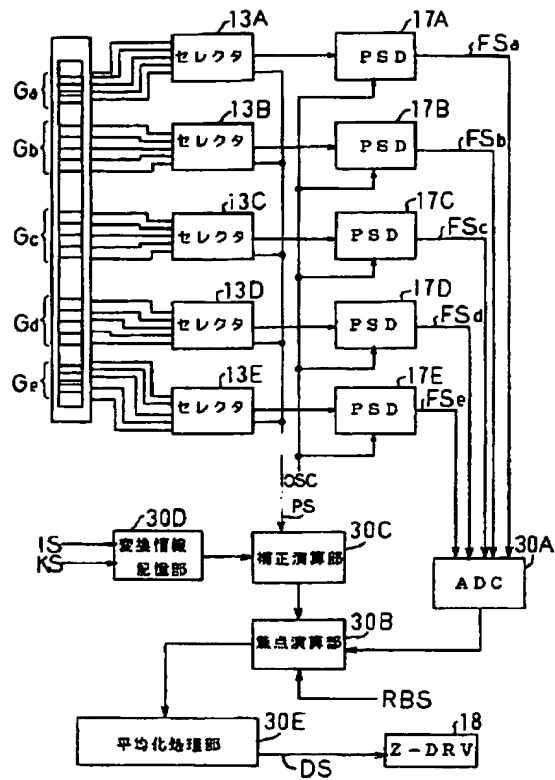 13A
17A
セレクタ
PSD
FSa
Ga
13B
17B
セレクタ
PSD
FSb
Gb
13C
17C
セレクタ
PSD
FSc
Gc
13D
17D
セレクタ
PSD
FSd
Gd
13E
17E
セレクタ
PSD
FSe
Ge
OSC
PS
30D
30C
30A
IS
KS
変換情報
記憶部
補正演算部
ADC
30B
重点演算部
RBS
30E
18
平均化処理部
DS
Z-DRV